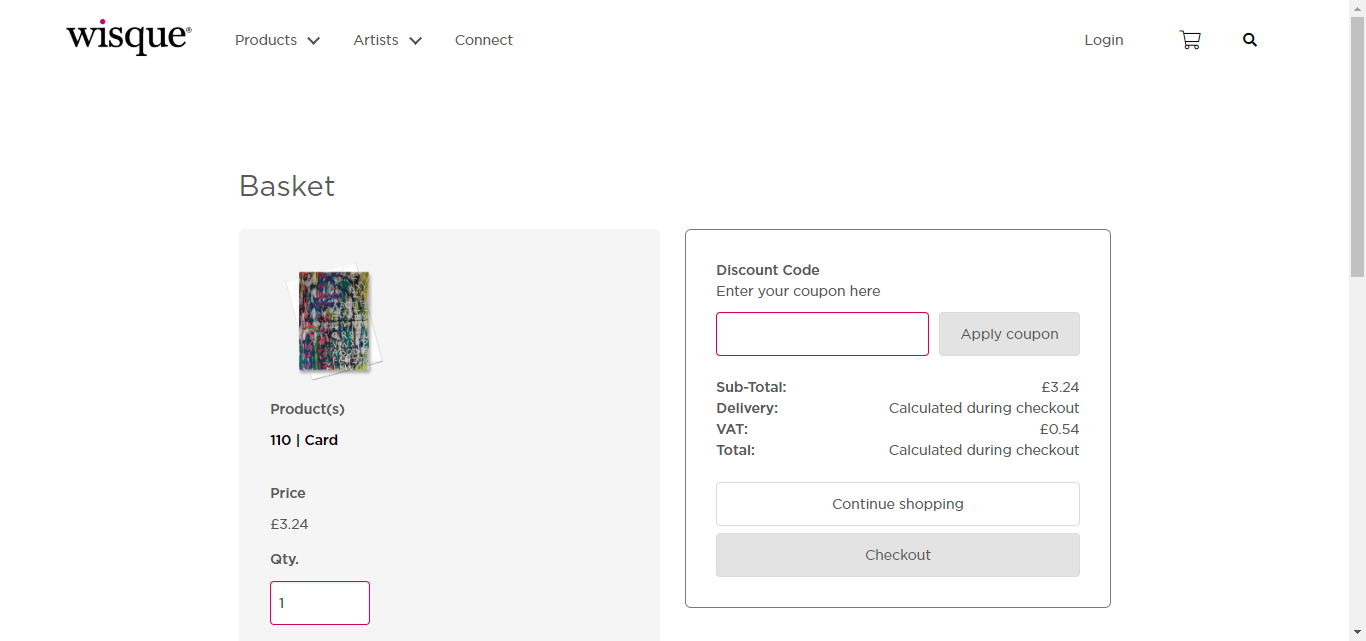 wisque®
Products
Artists
Connect
Login
Basket
Product(s)
110 | Card
Price
£3.24
Qty.
1
Discount Code
Enter your coupon here
Apply coupon
Sub-Total: £3.24
Delivery: Calculated during checkout
VAT: £0.54
Total: Calculated during checkout
Continue shopping
Checkout